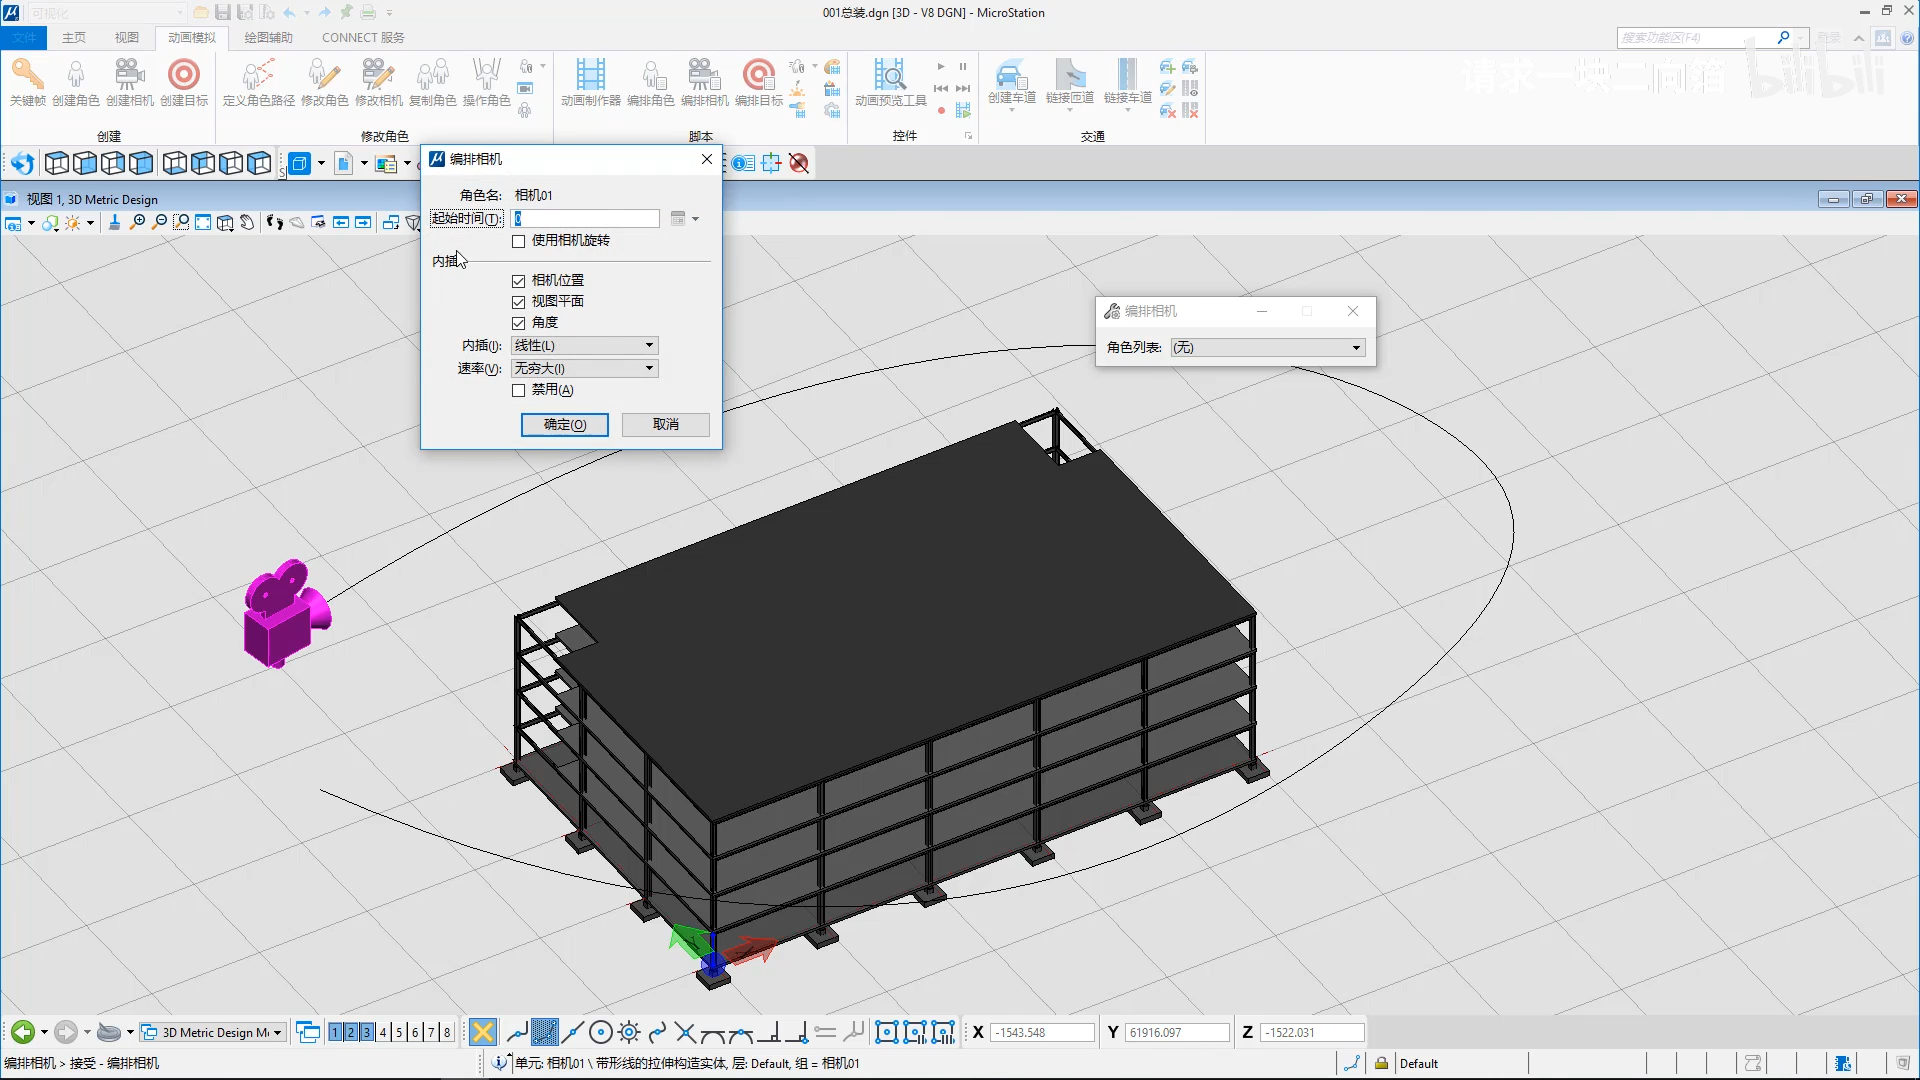 可视化
001总装.dgn [3D - V8 DGN] - MicroStation
文件 主页 视图 动画模拟 绘图辅助 CONNECT 服务
搜索功能区(F4)
登录
请求一块二向箔 bilibili
关键帧 创建角色 创建相机 创建目标 定义角色路径 修改角色 修改相机 复制角色 操作角色 动画制作器 编排角色 编排相机 编排目标 动画预览工具 创建车道 链接匝道 链接车道
创建 修改角色 脚本 控件 交通
视图 1, 3D Metric Design
编排相机
角色名: 相机01
起始时间(T): 0
使用相机旋转
内插
相机位置
视图平面
角度
内插(I): 线性(L)
速率(V): 无穷大(I)
禁用(A)
确定(O) 取消
编排相机
角色列表: (无)
3D Metric Design Mc 1 2 3 4 5 6 7 8 X -1543.548 Y 61916.097 Z -1522.031
编排相机 > 接受 - 编排相机 单元: 相机01 \ 带形线的拉伸构造实体, 层: Default, 组 = 相机01 Default